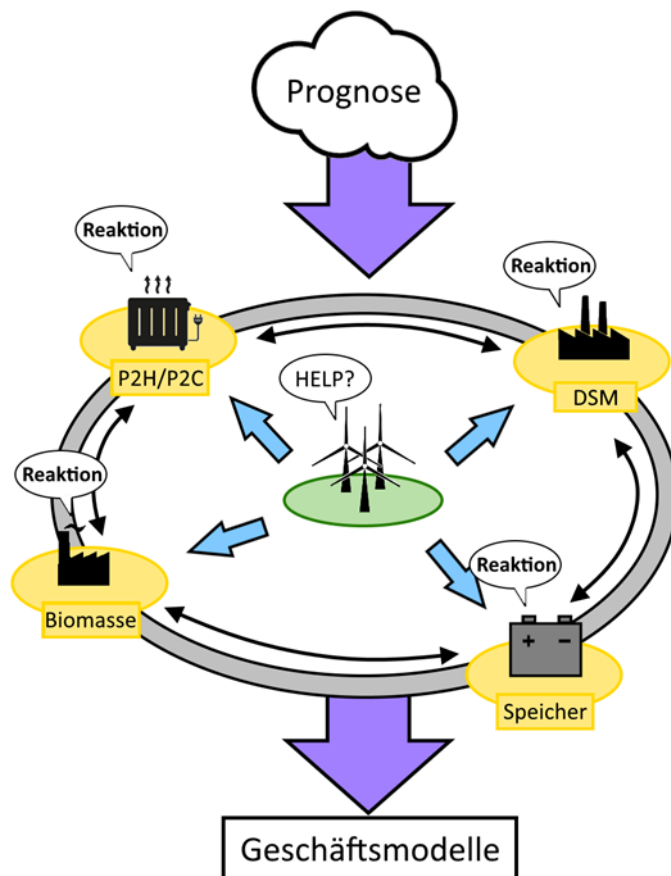 Prognose
Reaktion
Reaktion
P2H/P2C
HELP?
DSM
Reaktion
Reaktion
+ −
Biomasse
Speicher
Geschäftsmodelle